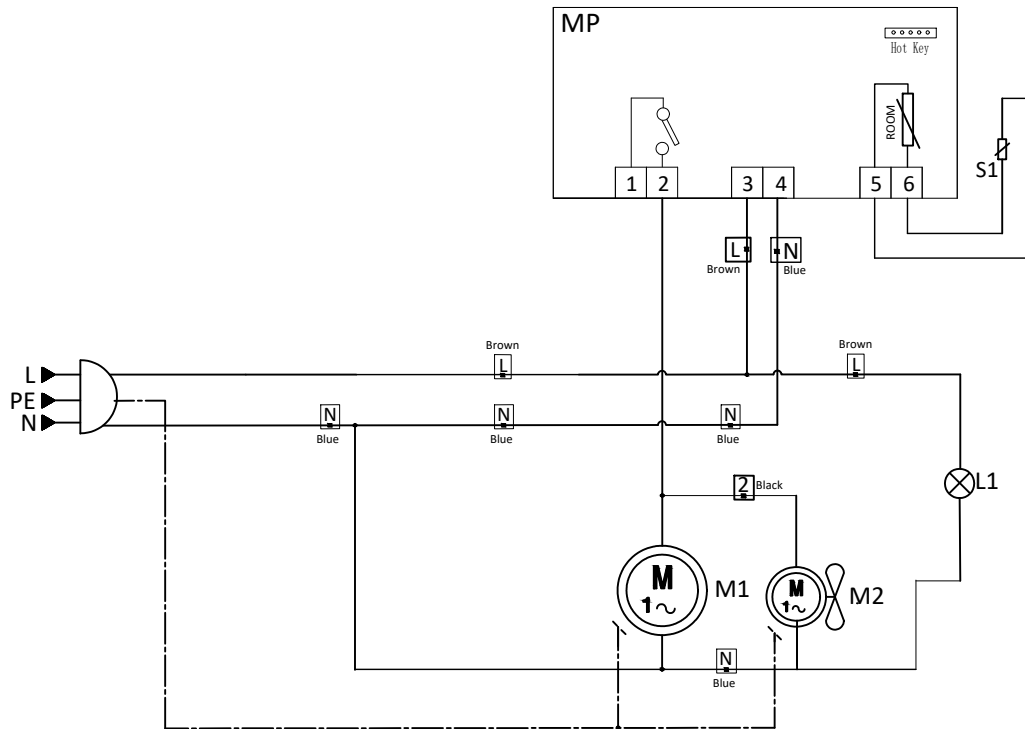 MP
Hot Key
ROOM
1 2 3 4 5 6
S1
L N
Brown Blue
Brown Brown
L L L
PE
N N N N
Blue Blue Blue
2 Black
L1
M
1~
M1
M
1~
M2
N
Blue